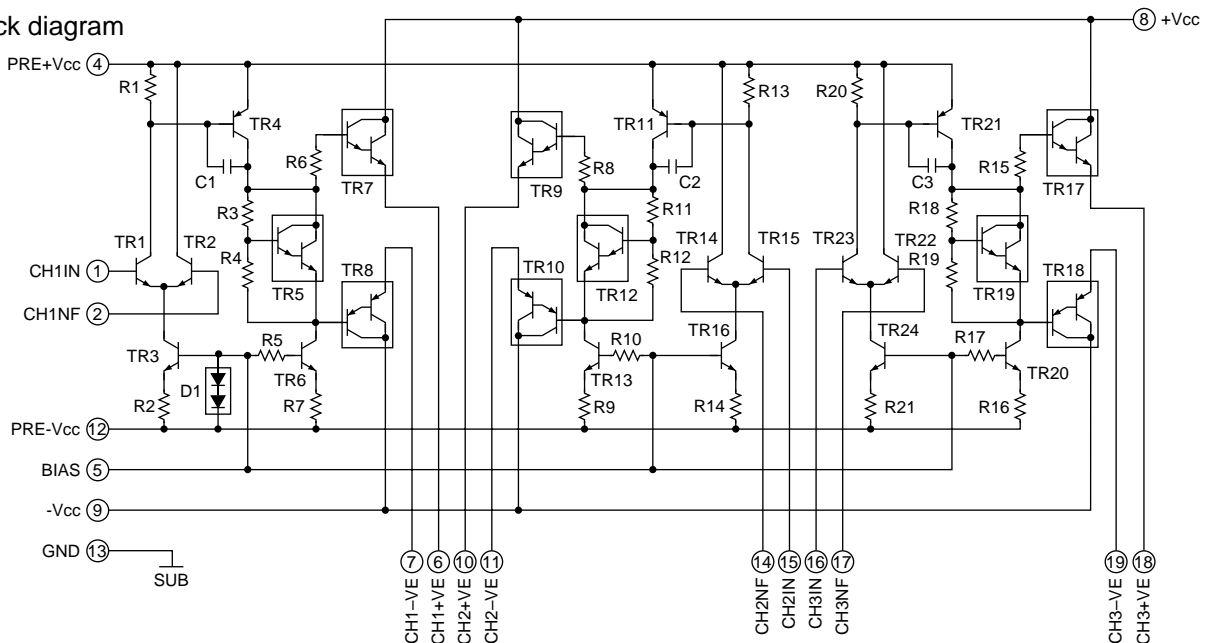 ck diagram
8 +Vcc
PRE+Vcc 4
R1
R13
R20
TR4
TR11
TR21
R6
R8
R15
C1
TR7
TR9
C2
C3
TR17
R3
R11
R18
TR1
TR2
TR14
TR15
TR23
TR22
R4
R12
R19
CH1IN 1
TR5
TR8
TR10
TR12
TR19
TR18
CH1NF 2
TR3
R5
R10
TR16
TR24
R17
D1
TR6
TR13
TR20
R2
R7
R9
R14
R21
R16
PRE-Vcc 12
BIAS 5
-Vcc 9
GND 13
SUB
7 CH1–VE
6 CH1+VE
10 CH2+VE
11 CH2–VE
14 CH2NF
15 CH2IN
16 CH3IN
17 CH3NF
19 CH3–VE
18 CH3+VE